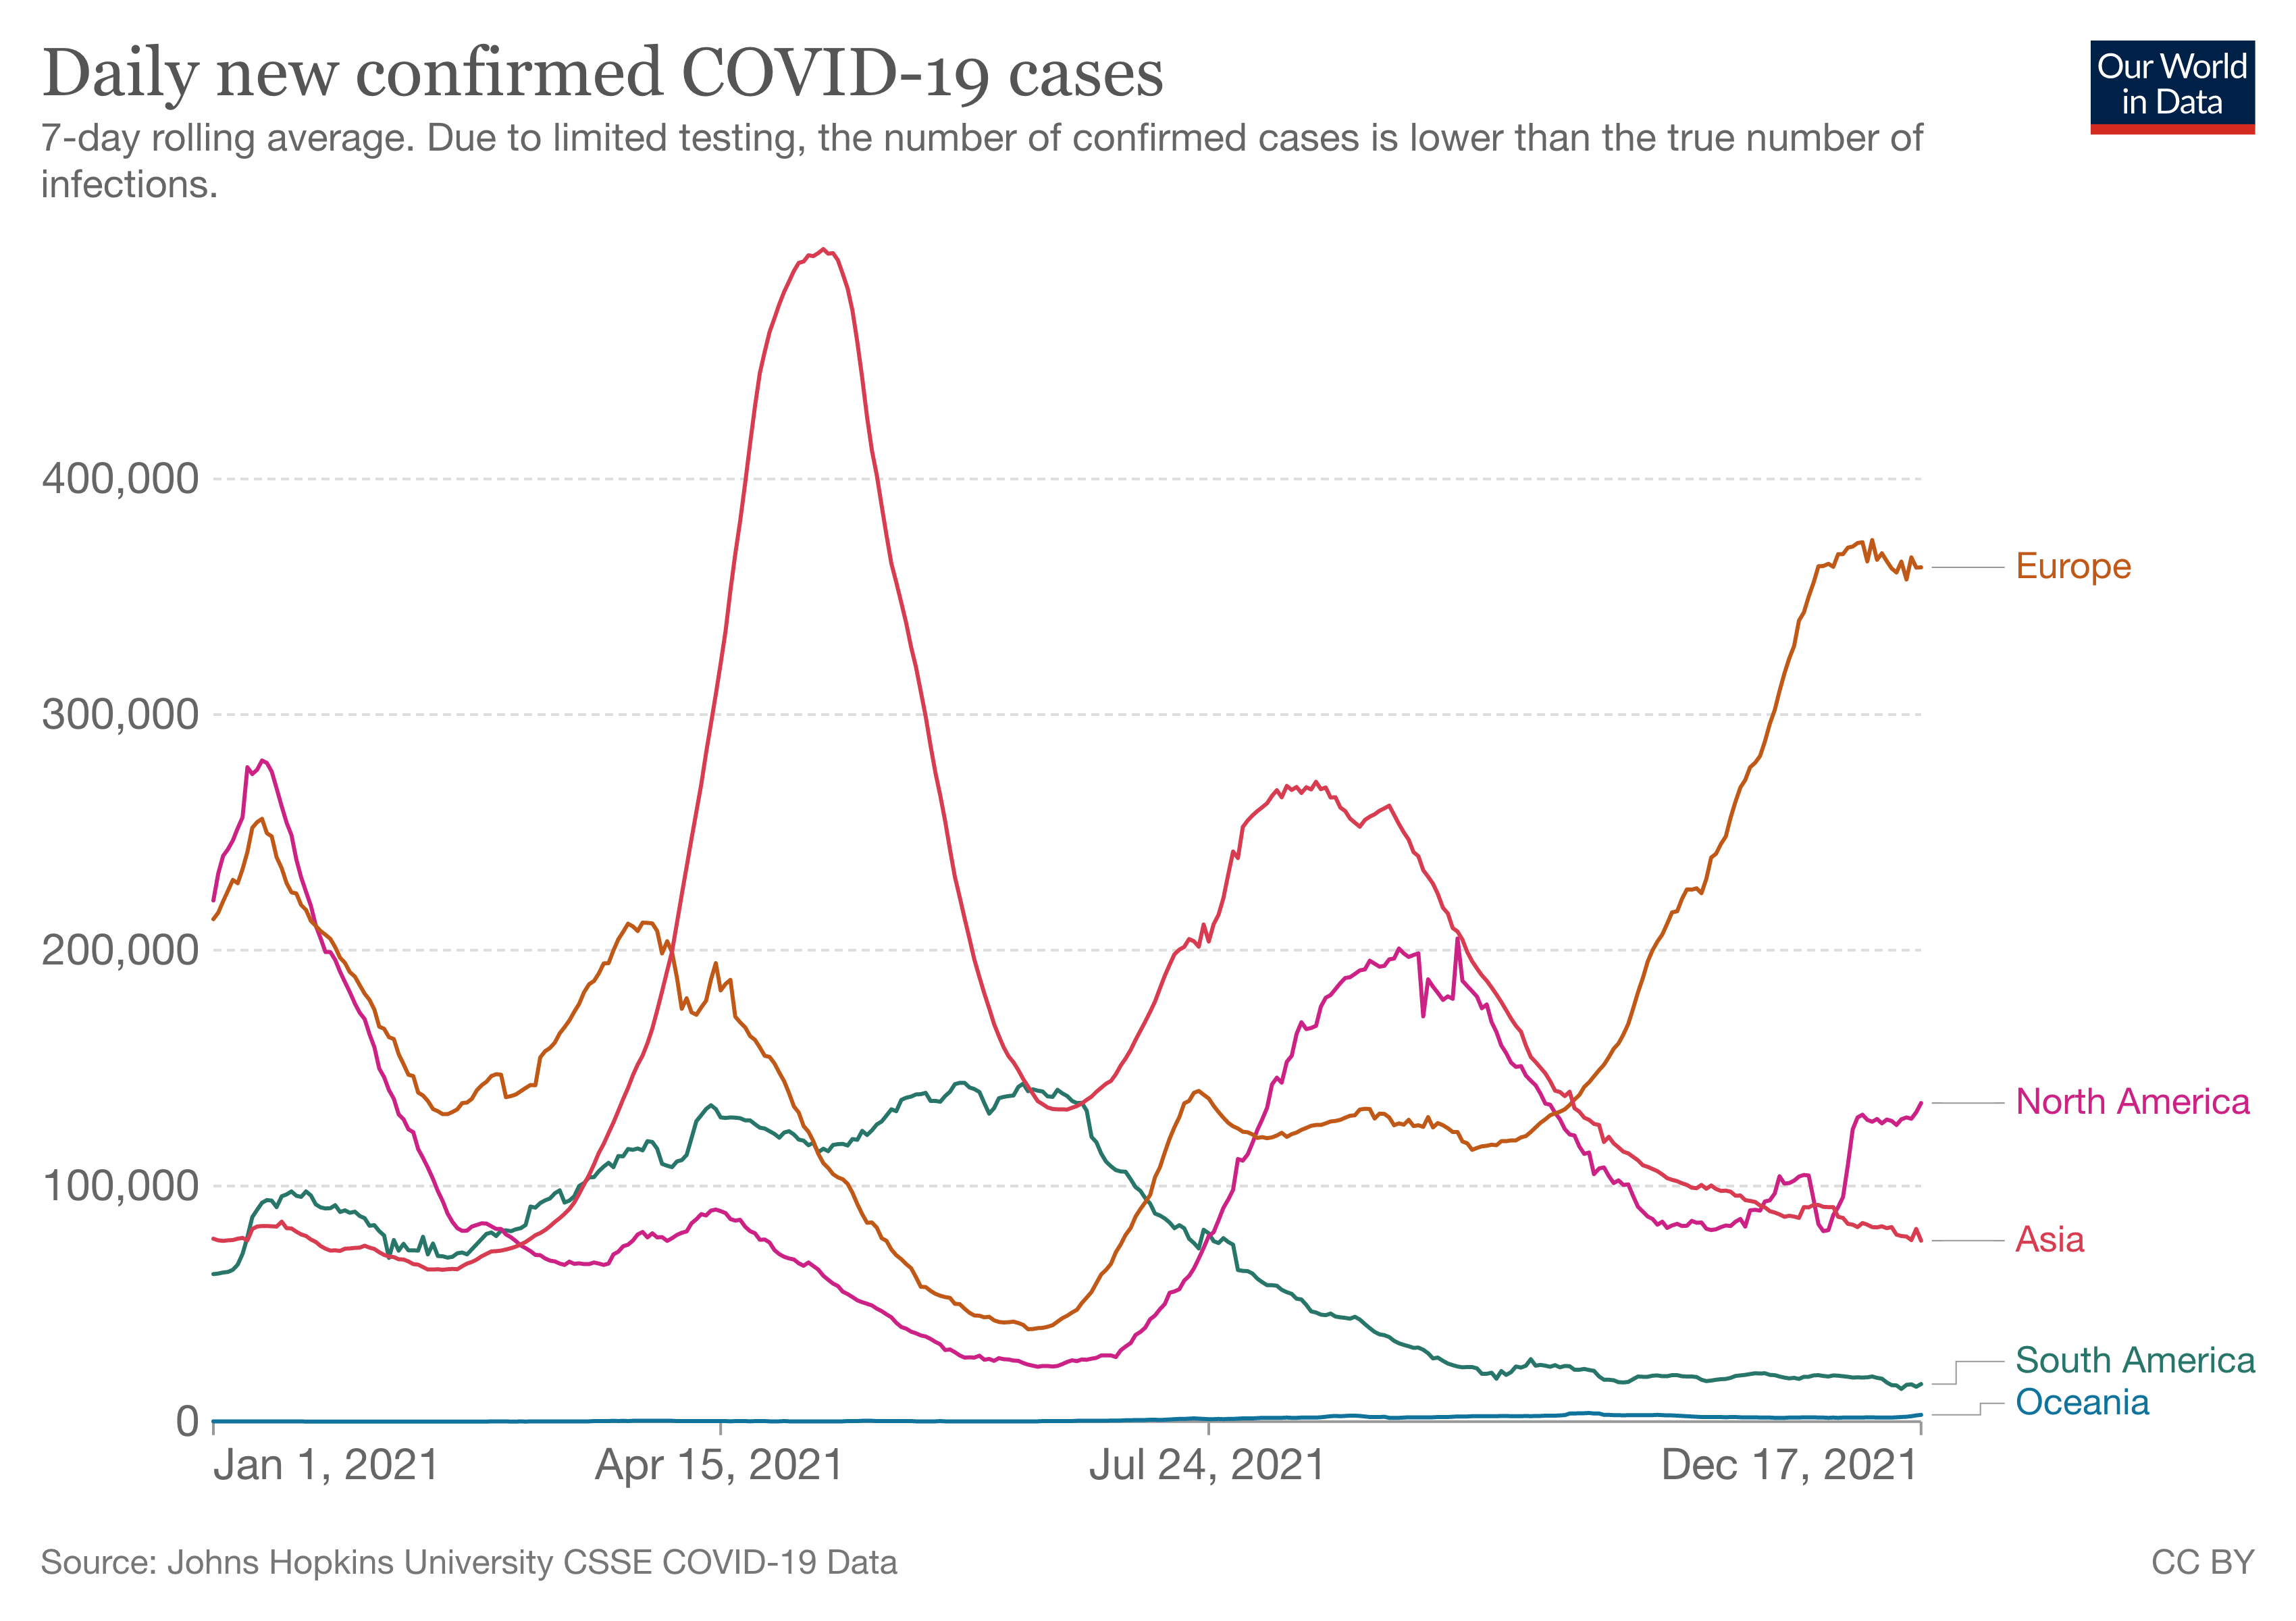 Daily new confirmed COVID-19 cases
Our World
in Data
7-day rolling average. Due to limited testing, the number of confirmed cases is lower than the true number of
infections.
400,000
300,000
200,000
100,000
0
Europe
North America
Asia
South America
Oceania
Jan 1, 2021
Apr 15, 2021
Jul 24, 2021
Dec 17, 2021
Source: Johns Hopkins University CSSE COVID-19 Data
CC BY